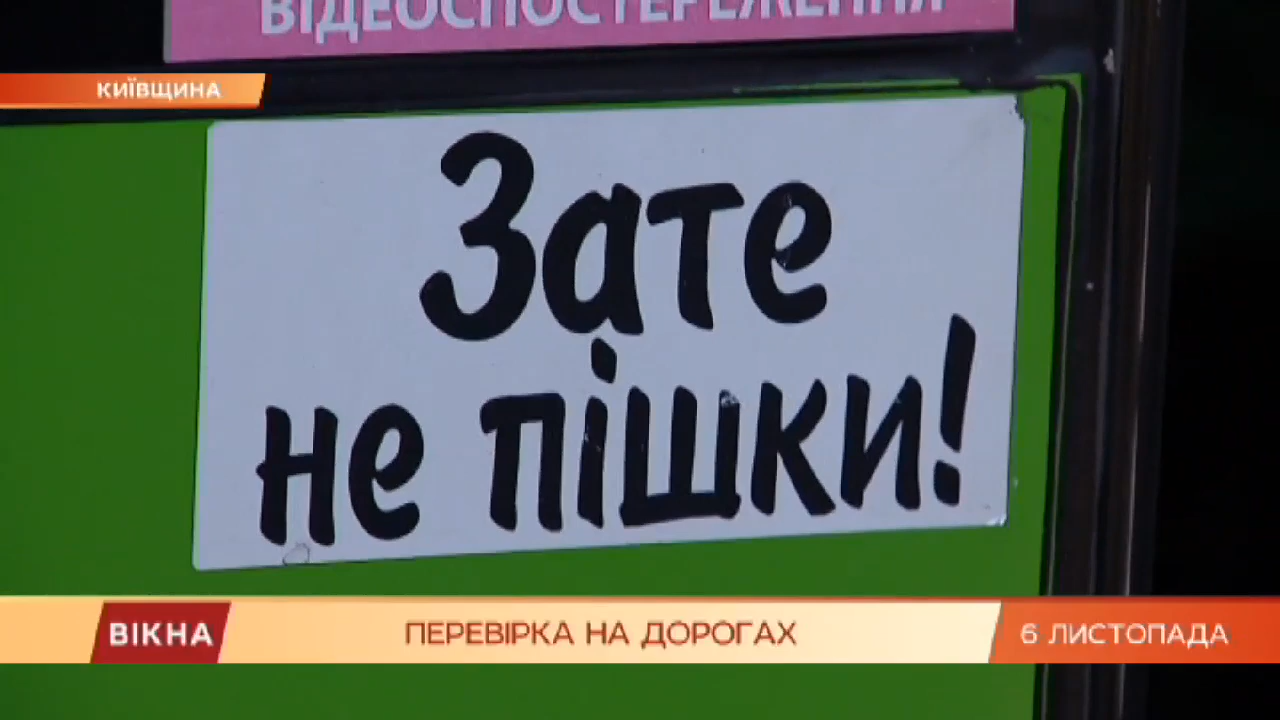 ВІДЕОСПОСТЕРЕЖЕННЯ
КИЇВЩИНА
Зате
не пішки!
ВІКНА
ПЕРЕВІРКА НА ДОРОГАХ
6 ЛИСТОПАДА